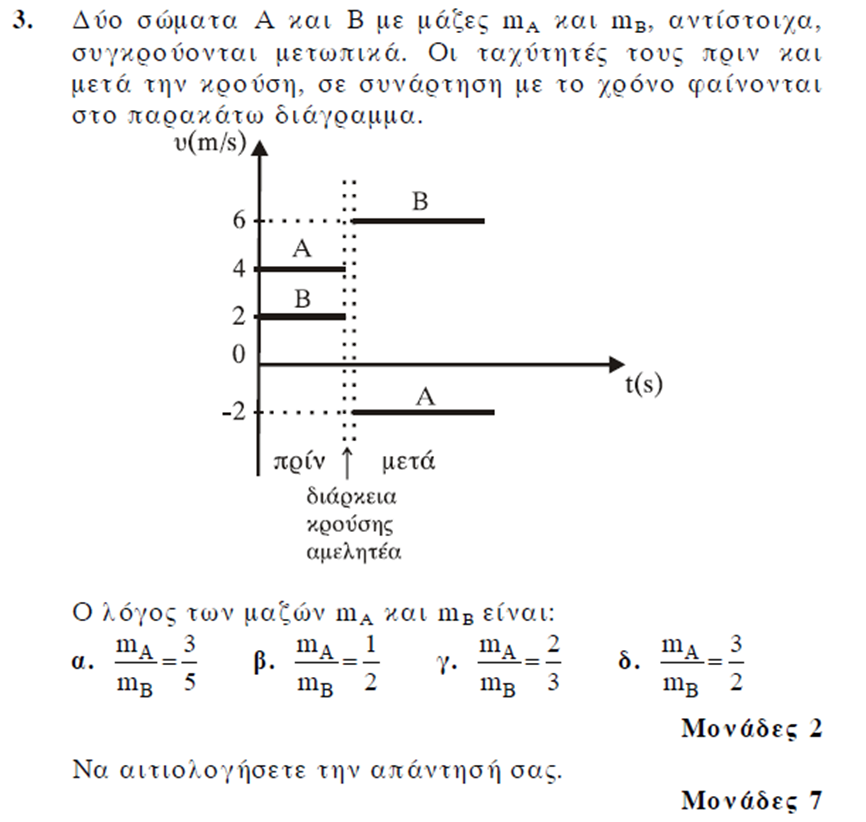 3. Δύο σώματα Α και Β με μάζες mA και mB, αντίστοιχα,
συγκρούονται μετωπικά. Οι ταχύτητές τους πριν και
μετά την κρούση, σε συνάρτηση με το χρόνο φαίνονται
στο παρακάτω διάγραμμα.
υ(m/s)
B
6
A
4
B
2
0
t(s)
A
-2
πρίν ↑ μετά
διάρκεια
κρούσης
αμελητέα
Ο λόγος των μαζών mA και mB είναι:
α. mA/mB = 3/5 β. mA/mB = 1/2 γ. mA/mB = 2/3 δ. mA/mB = 3/2
Μονάδες 2
Να αιτιολογήσετε την απάντησή σας.
Μονάδες 7